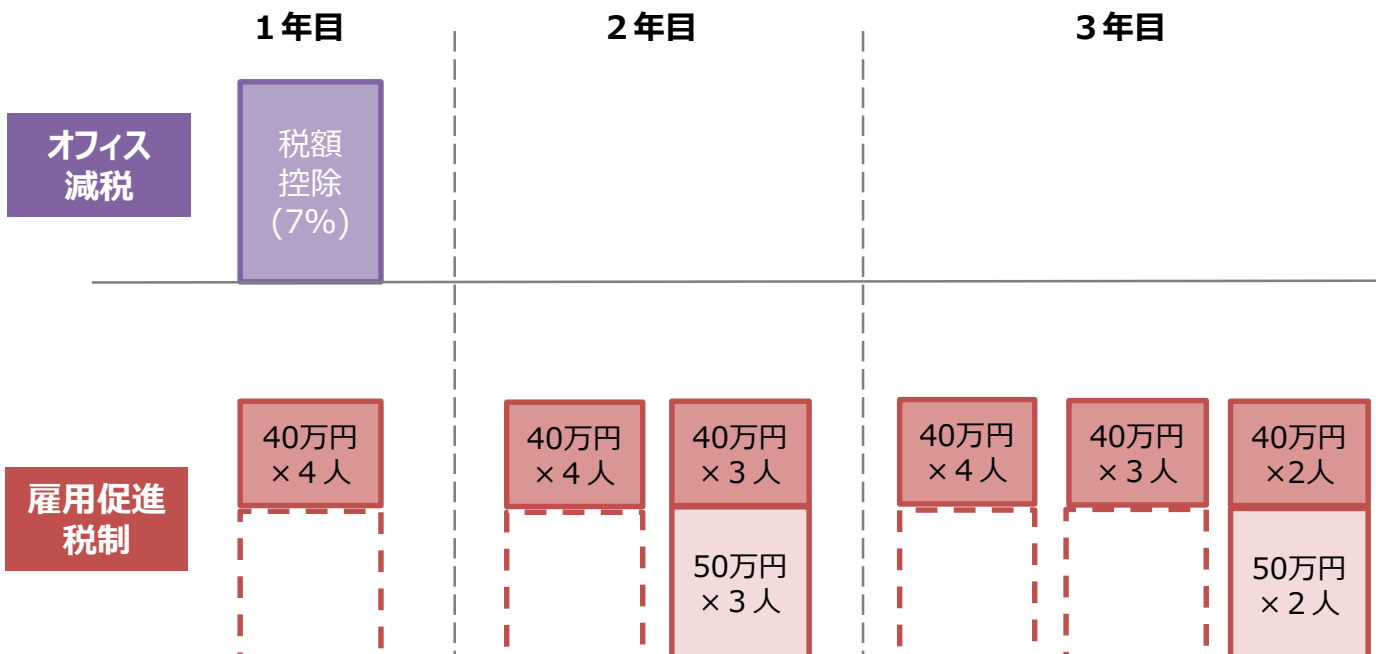 1年目
2年目
3年目
オフィス
減税
税額
控除
(7%)
雇用促進
税制
40万円
×4人
40万円
×4人
40万円
×3人
50万円
×3人
40万円
×4人
40万円
×3人
40万円
×2人
50万円
×2人